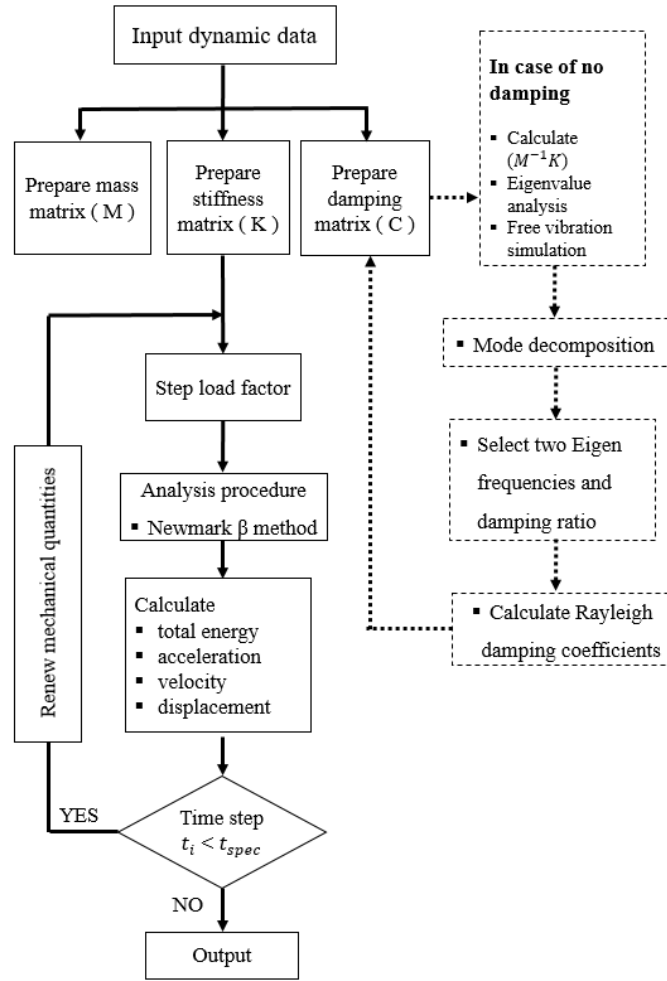 Input dynamic data
Prepare mass
matrix ( M )
Prepare
stiffness
matrix ( K )
Prepare
damping
matrix ( C )
In case of no
damping
▪ Calculate
(M⁻¹K)
▪ Eigenvalue
analysis
▪ Free vibration
simulation
▪ Mode decomposition
▪ Select two Eigen
frequencies and
damping ratio
▪ Calculate Rayleigh
damping coefficients
Step load factor
Analysis procedure
▪ Newmark β method
Calculate
▪ total energy
▪ acceleration
▪ velocity
▪ displacement
Renew mechanical quantities
YES
Time step
tᵢ < t_spec
NO
Output